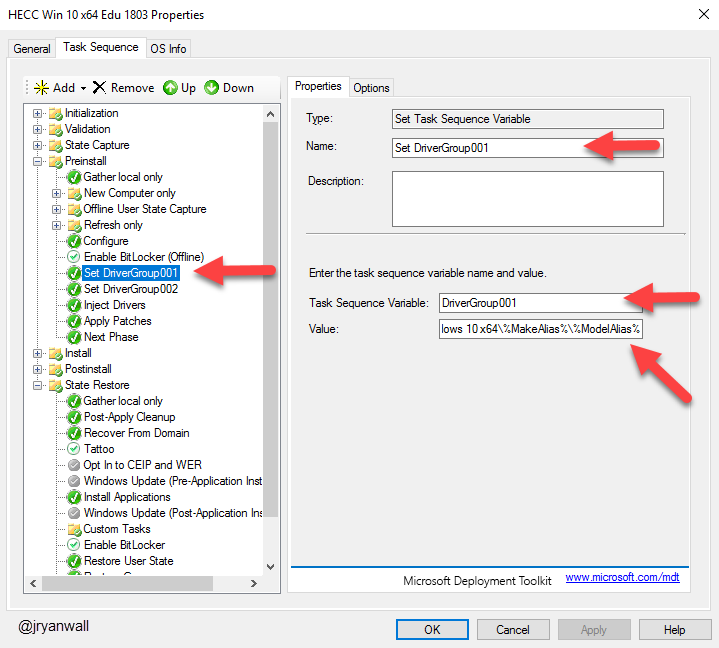 HECC Win 10 x64 Edu 1803 Properties
General Task Sequence OS Info
Add Remove Up Down
Initialization
Validation
State Capture
Preinstall
Gather local only
New Computer only
Offline User State Capture
Refresh only
Configure
Enable BitLocker (Offline)
Set DriverGroup001
Set DriverGroup002
Inject Drivers
Apply Patches
Next Phase
Install
Postinstall
State Restore
Gather local only
Post-Apply Cleanup
Recover From Domain
Tattoo
Opt In to CEIP and WER
Windows Update (Pre-Application Inst
Install Applications
Windows Update (Post-Application Ins
Custom Tasks
Enable BitLocker
Restore User State
Properties Options
Type: Set Task Sequence Variable
Name: Set DriverGroup001
Description:
Enter the task sequence variable name and value.
Task Sequence Variable: DriverGroup001
Value: lows 10 x64\%MakeAlias%\%ModelAlias%
Microsoft Deployment Toolkit www.microsoft.com/mdt
@jryanwall
OK Cancel Apply Help